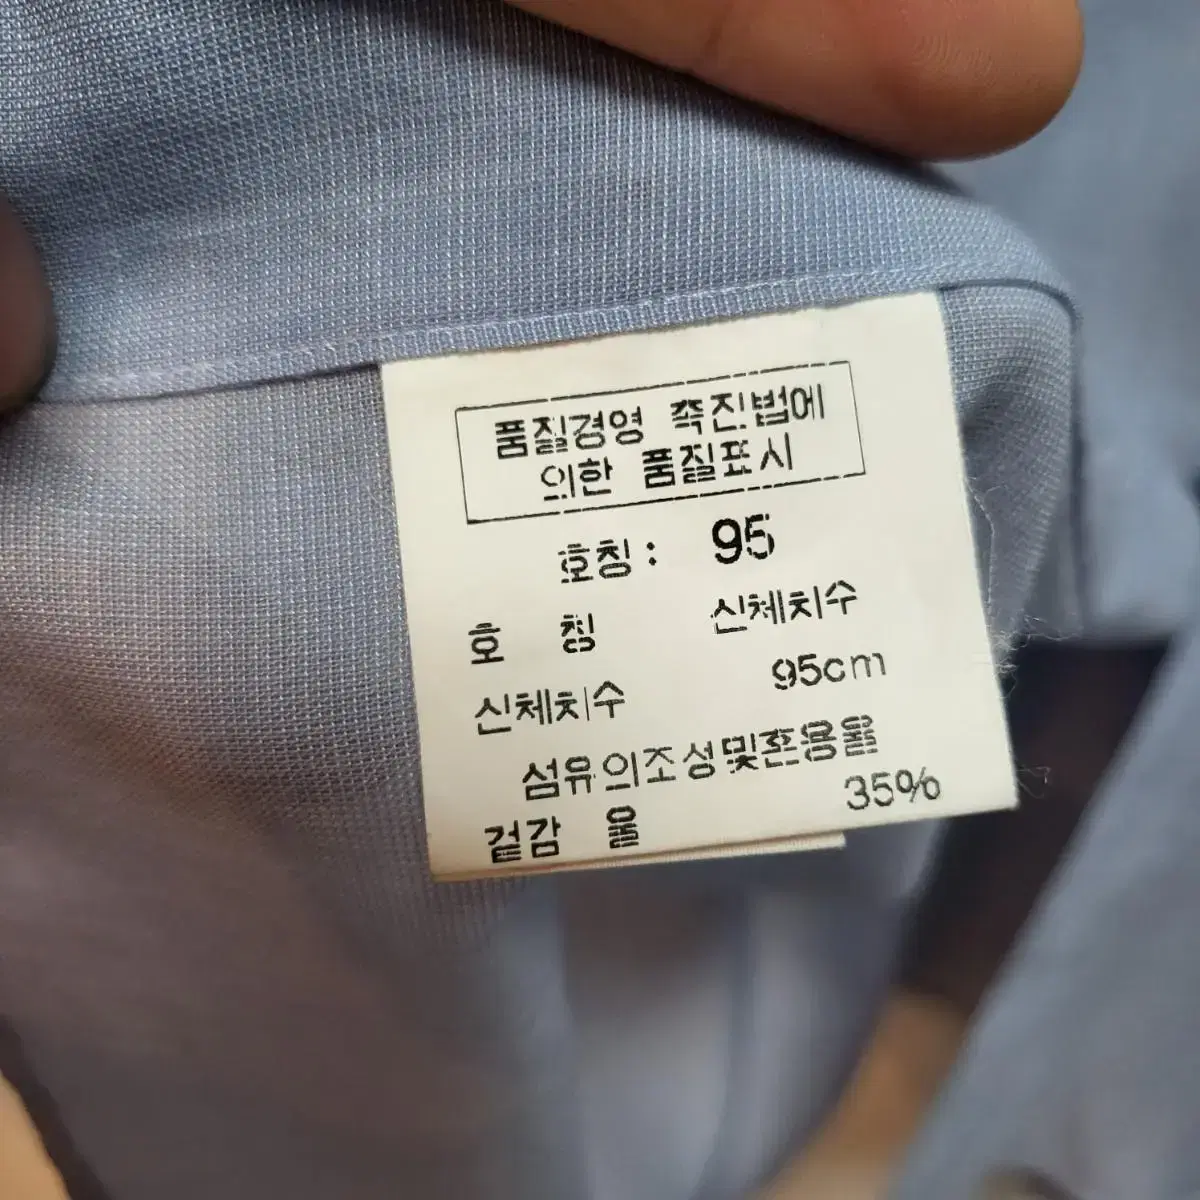 품질경영 촉진법에
의한 품질표시
호칭: 95
호 칭 신체치수
신체치수 95cm
섬유의조성및혼용율
겉감 울 35%